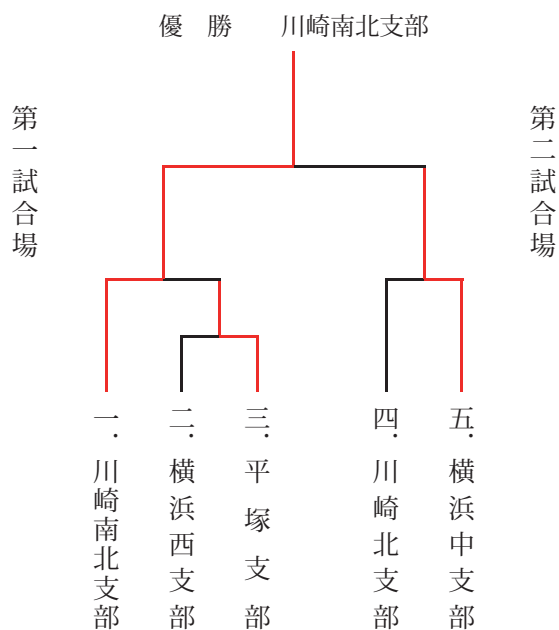 優　勝　　川崎南北支部
第一試合場
第二試合場
一．川崎南北支部
二．横浜西支部
三．平塚支部
四．川崎北支部
五．横浜中支部